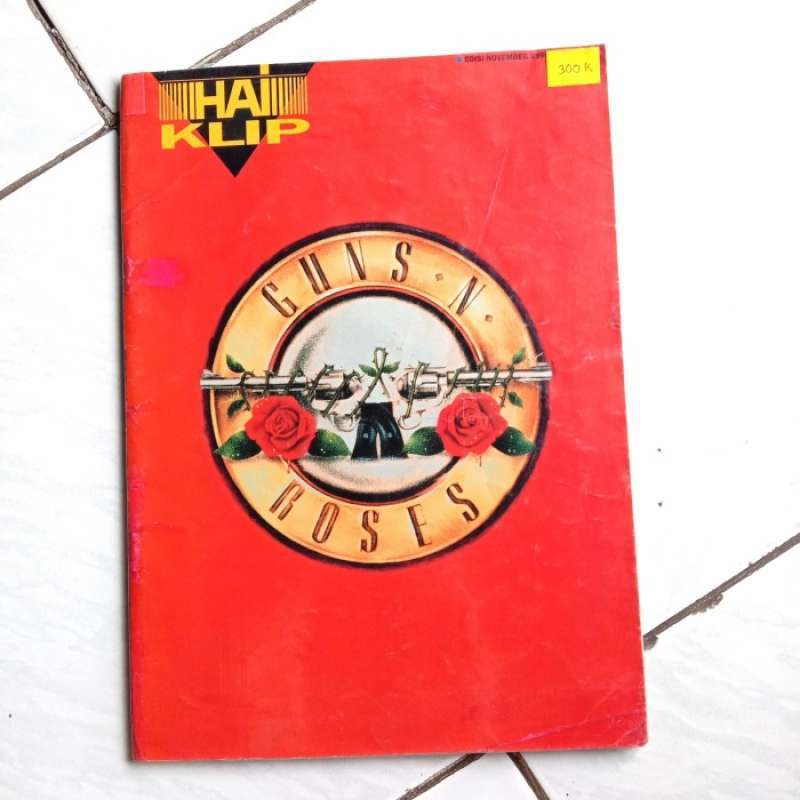 HAI
KLIP
EDISI NOVEMBER
300 K
GUNS N
ROSES